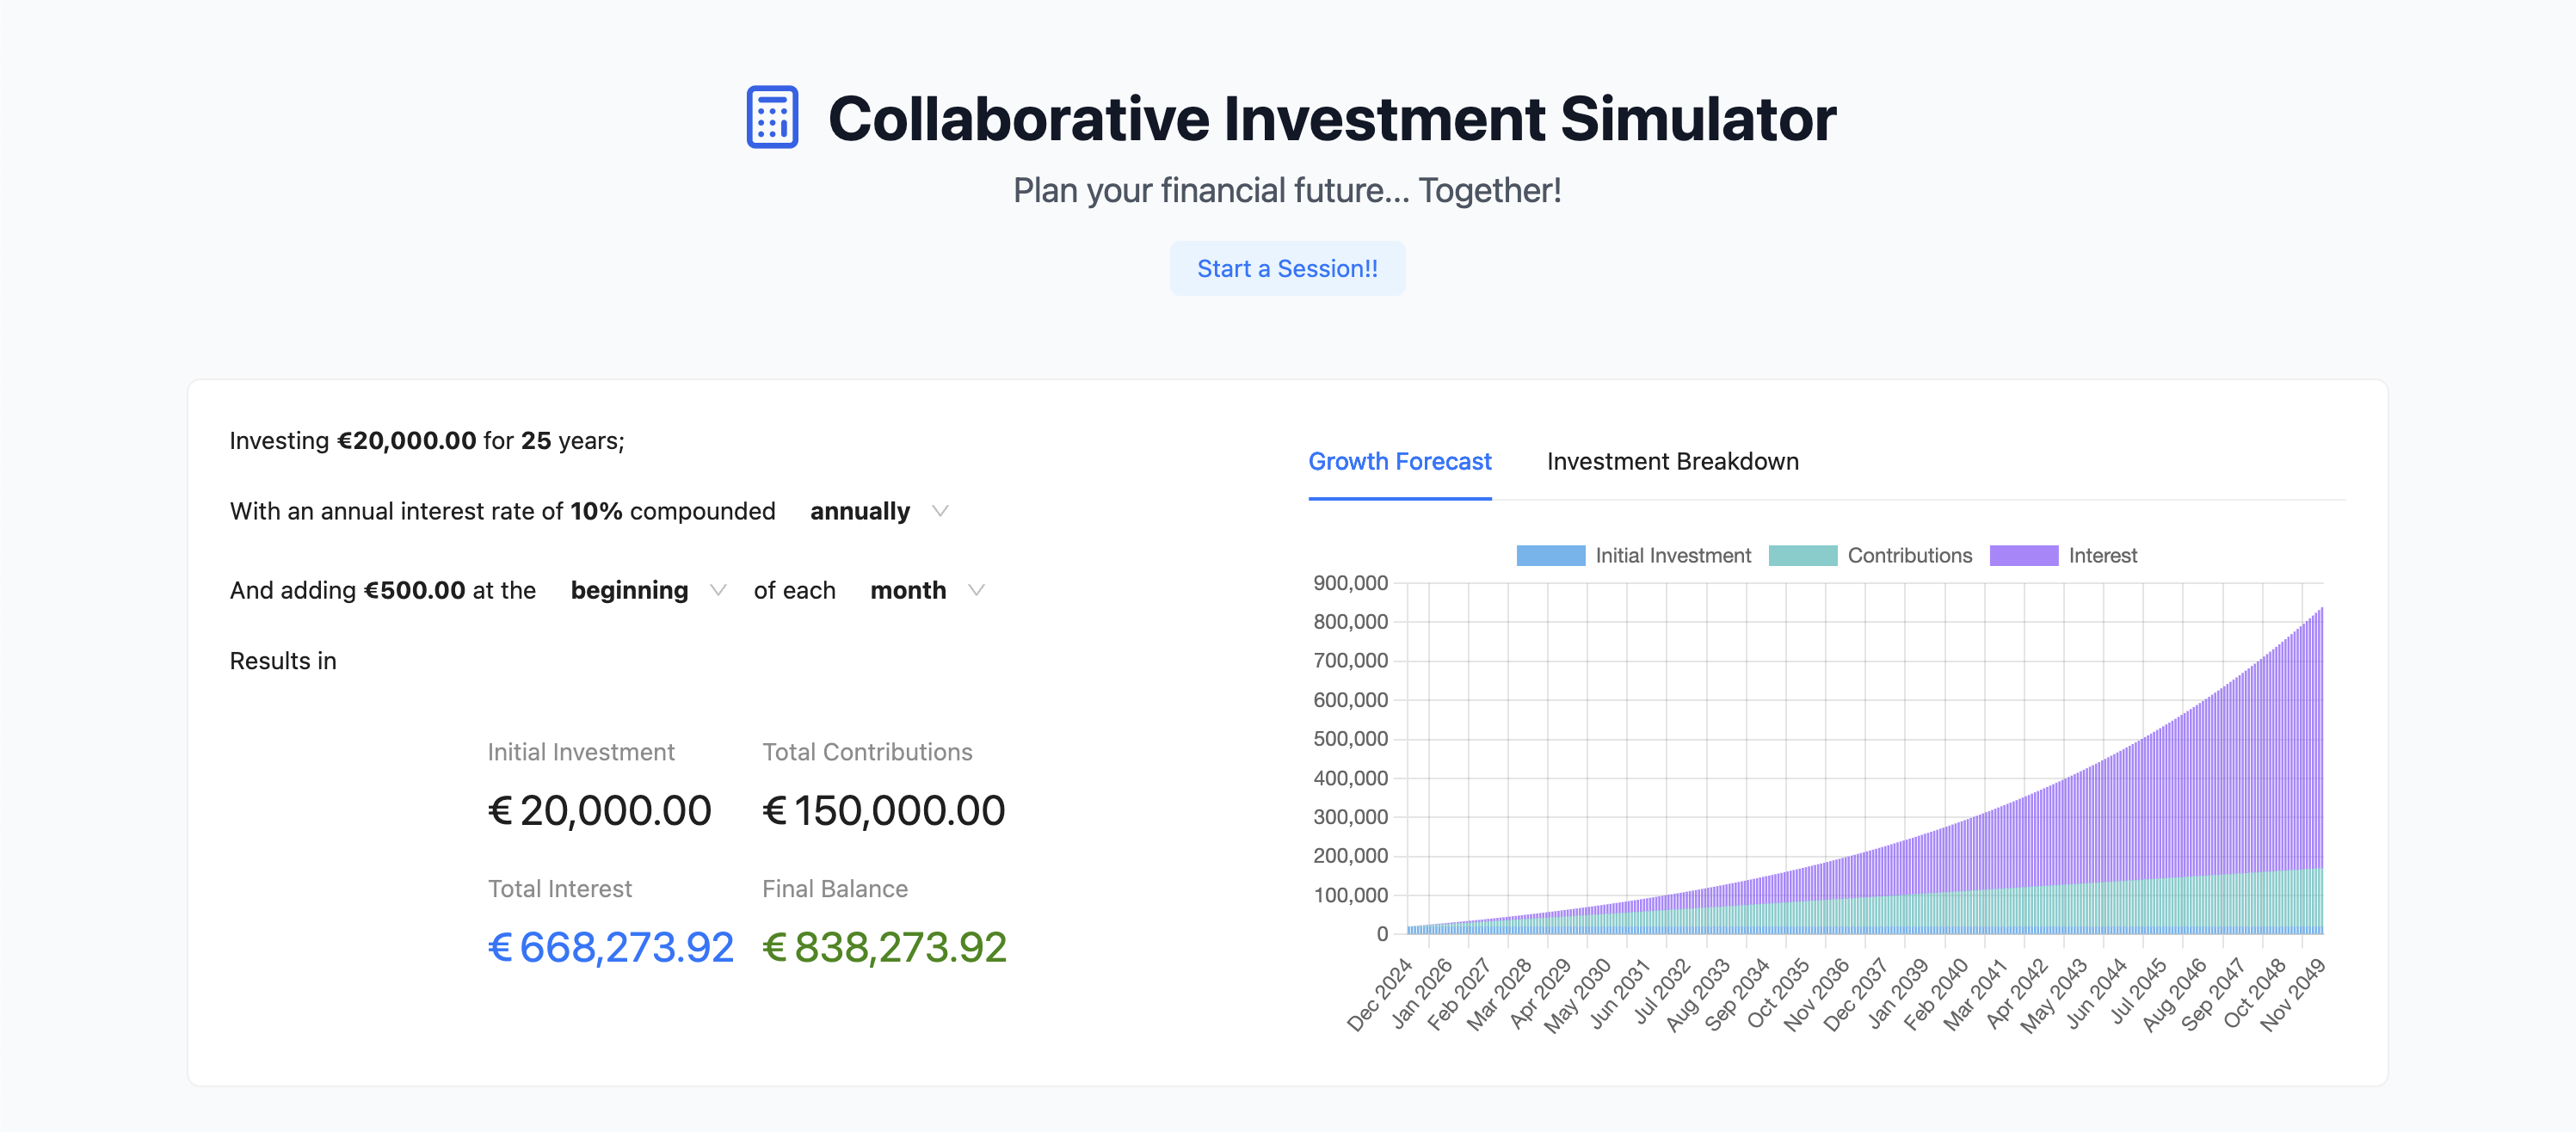 Collaborative Investment Simulator
Plan your financial future... Together!
Start a Session!!
Investing €20,000.00 for 25 years;
With an annual interest rate of 10% compounded annually
And adding €500.00 at the beginning of each month
Results in
Initial Investment Total Contributions
€ 20,000.00 € 150,000.00
Total Interest Final Balance
€ 668,273.92 € 838,273.92
Growth Forecast Investment Breakdown
Initial Investment Contributions Interest
900,000
800,000
700,000
600,000
500,000
400,000
300,000
200,000
100,000
0
Dec 2024
Jan 2026
Feb 2027
Mar 2028
Apr 2029
May 2030
Jun 2031
Jul 2032
Aug 2033
Sep 2034
Oct 2035
Nov 2036
Dec 2037
Jan 2039
Feb 2040
Mar 2041
Apr 2042
May 2043
Jun 2044
Jul 2045
Aug 2046
Sep 2047
Oct 2048
Nov 2049